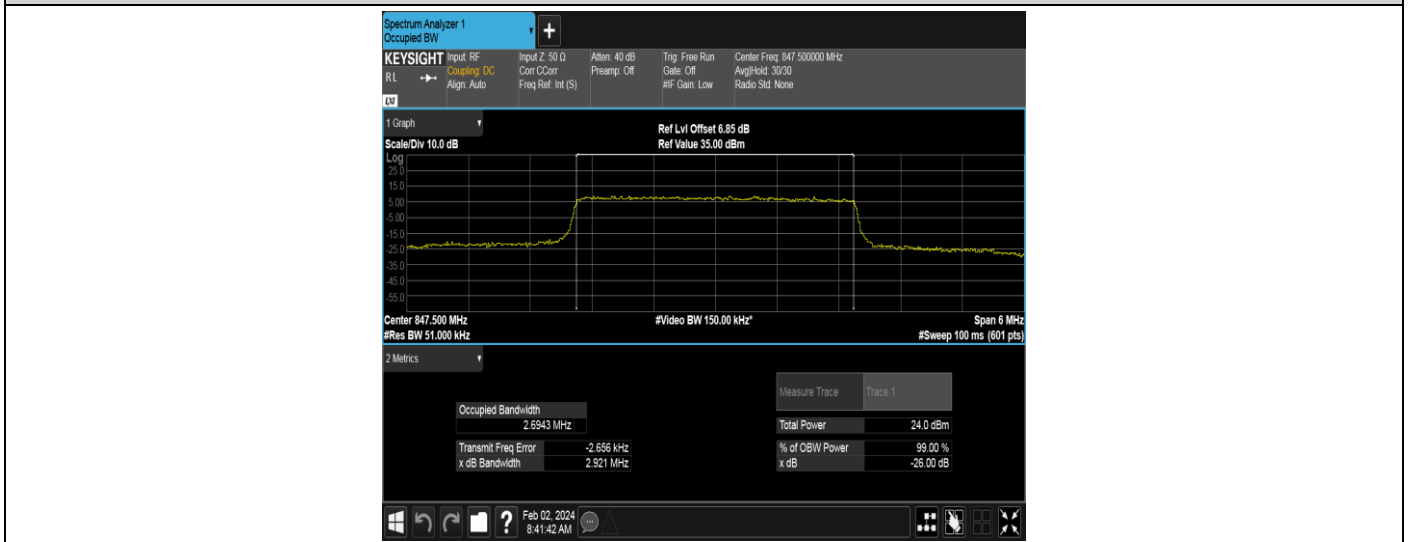 Spectrum Analyzer 1
Occupied BW
+
KEYSIGHT Input: RF Input Z: 50 Ω Atten: 40 dB Trig: Free Run Center Freq: 847.500000 MHz
RL Coupling: DC Corr CCorr Preamp: Off Gate: Off Avg|Hold: 30/30
Align: Auto Freq Ref: Int (S) #IF Gain: Low Radio Std: None
LXI
1 Graph
Ref Lvl Offset 6.85 dB
Scale/Div 10.0 dB Ref Value 35.00 dBm
Log
25.0
15.0
5.00
-5.00
-15.0
-25.0
-35.0
-45.0
-55.0
Center 847.500 MHz #Video BW 150.00 kHz* Span 6 MHz
#Res BW 51.000 kHz #Sweep 100 ms (601 pts)
2 Metrics
Measure Trace Trace 1
Occupied Bandwidth
2.6943 MHz Total Power 24.0 dBm
Transmit Freq Error -2.656 kHz % of OBW Power 99.00 %
x dB Bandwidth 2.921 MHz x dB -26.00 dB
? Feb 02, 2024
8:41:42 AM